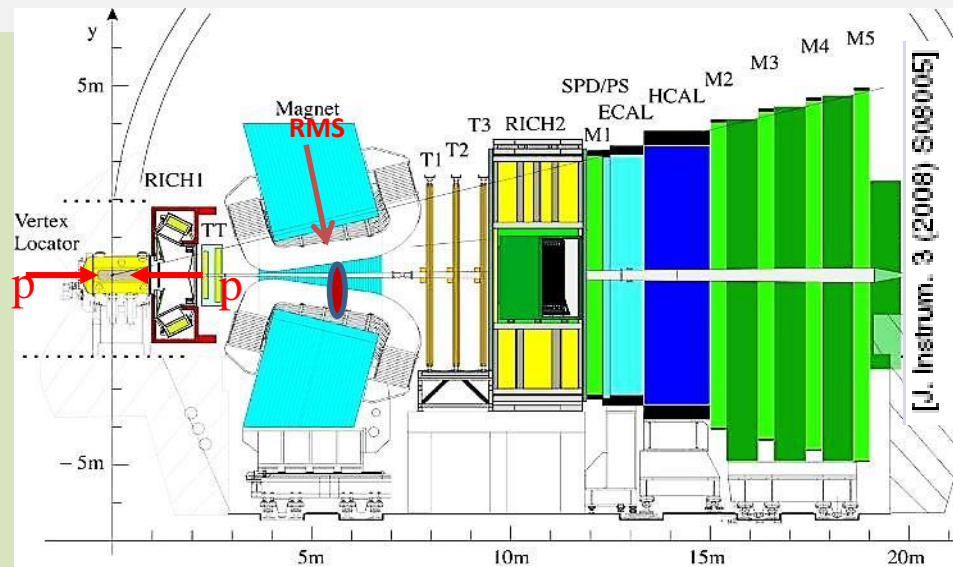 y
5m
Magnet
RMS
RICH1
Vertex
Locator
TT
T1
T2
T3
RICH2
SPD/PS
ECAL
HCAL
M1
M2
M3
M4
M5
[J. Instrum. 3 (2008) S08005]
p
p
– 5m
5m
10m
15m
20m